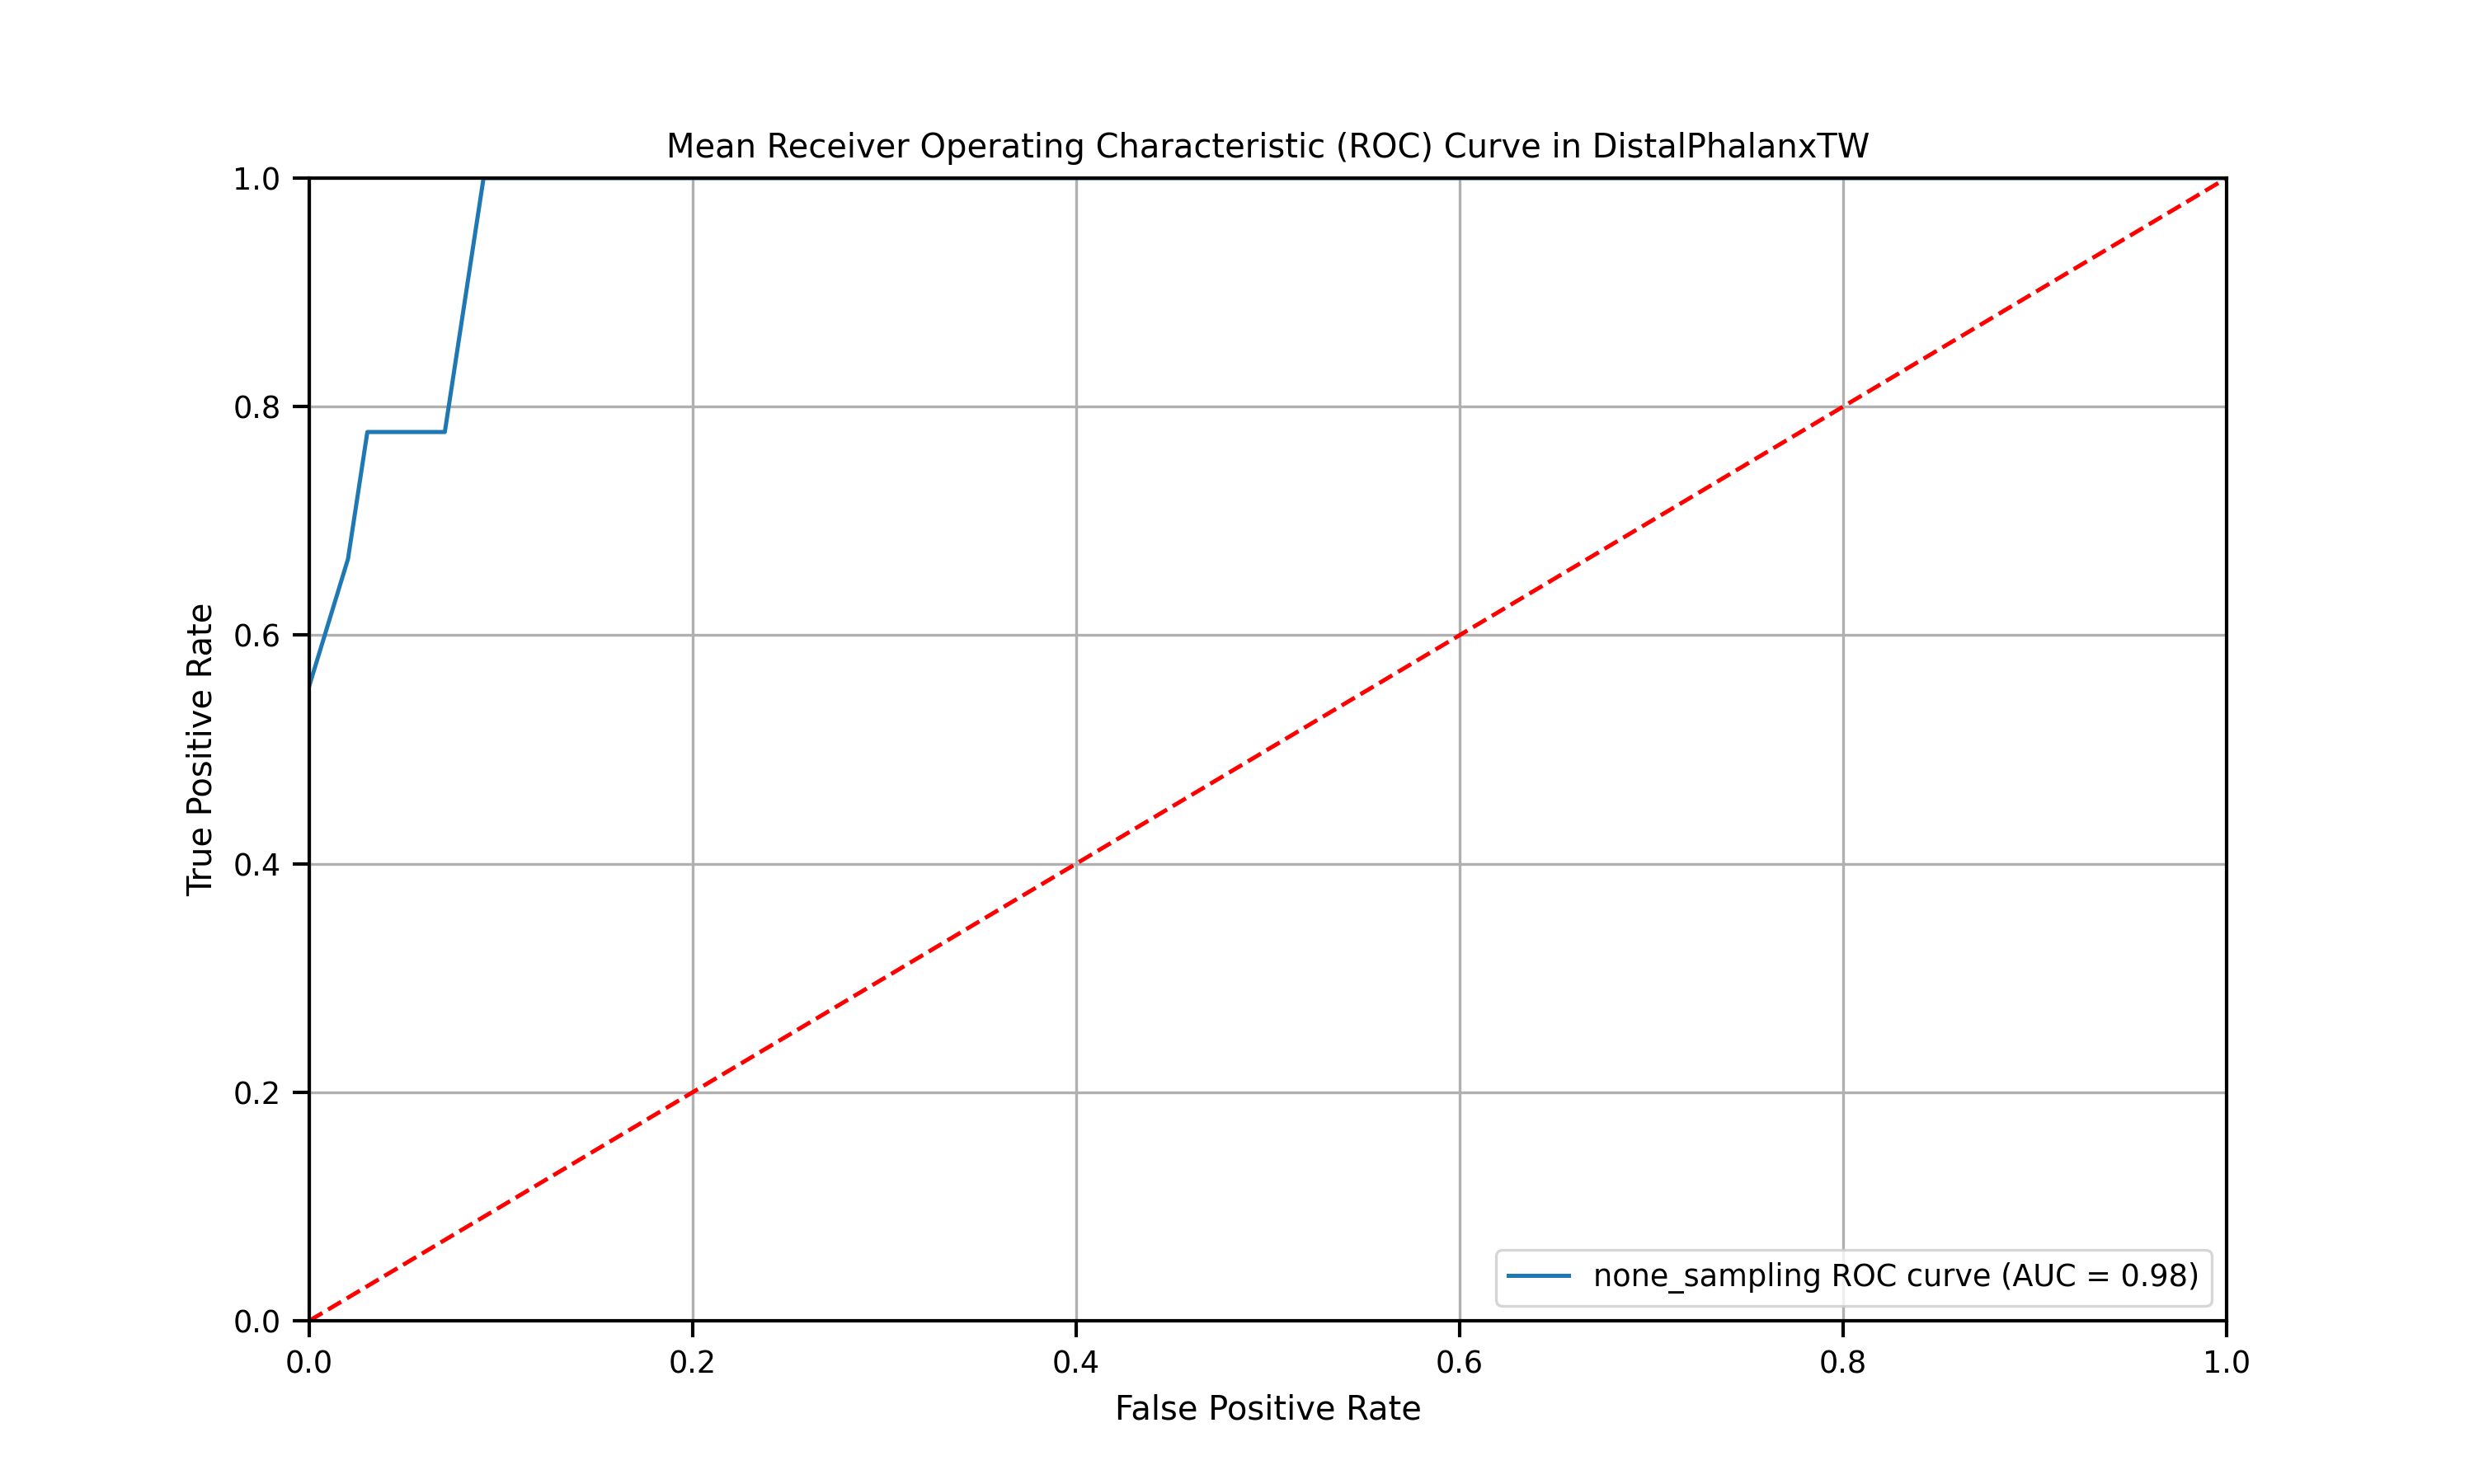 Mean Receiver Operating Characteristic (ROC) Curve in DistalPhalanxTW
1.0
0.8
0.6
0.4
0.2
0.0
True Positive Rate
none_sampling ROC curve (AUC = 0.98)
0.0 0.2 0.4 0.6 0.8 1.0
False Positive Rate